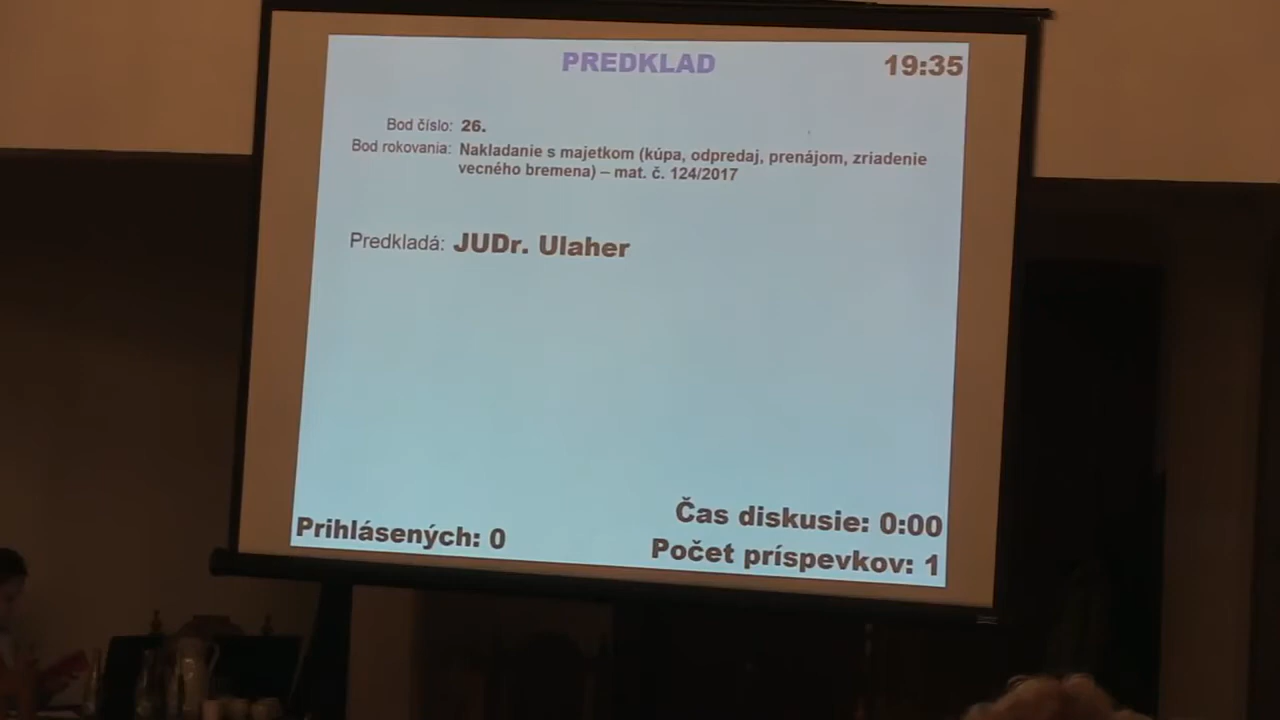 PREDKLAD
19:35
Bod číslo: 26.
Bod rokovania: Nakladanie s majetkom (kúpa, odpredaj, prenájom, zriadenie
vecného bremena) – mat. č. 124/2017
Predkladá: JUDr. Ulaher
Čas diskusie: 0:00
Prihlásených: 0
Počet príspevkov: 1